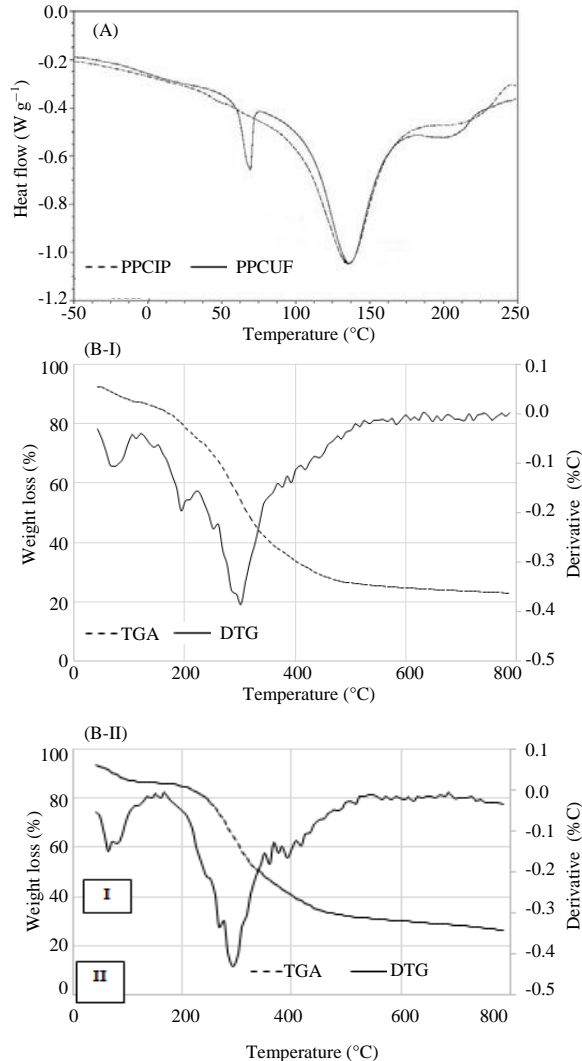 (A)
0.0
-0.2
-0.4
-0.6
-0.8
-1.0
-1.2
Heat flow (W g⁻¹)
PPCIP PPCUF
-50 0 50 100 150 200 250
Temperature (°C)
(B-I)
100
80
60
40
20
0
Weight loss (%)
0.1
0.0
-0.1
-0.2
-0.3
-0.4
-0.5
Derivative (%C)
TGA DTG
0 200 400 600 800
Temperature (°C)
(B-II)
100
80
60
40
20
0
Weight loss (%)
0.1
0.0
-0.1
-0.2
-0.3
-0.4
-0.5
Derivative (%C)
I
II
TGA DTG
0 200 400 600 800
Temperature (°C)